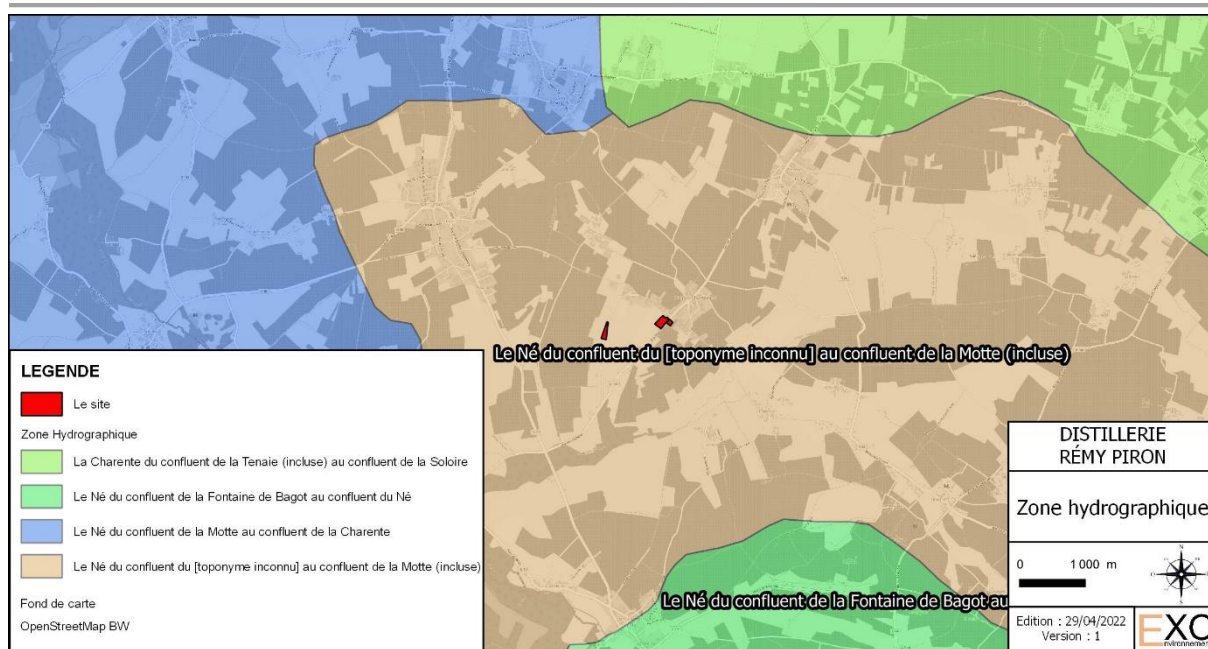 Le Né du confluent du [toponyme inconnu] au confluent de la Motte (incluse)
Le Né du confluent de la Fontaine de Bagot au
LEGENDE
Le site
Zone Hydrographique
La Charente du confluent de la Tenaie (incluse) au confluent de la Soloire
Le Né du confluent de la Fontaine de Bagot au confluent du Né
Le Né du confluent de la Motte au confluent de la Charente
Le Né du confluent du [toponyme inconnu] au confluent de la Motte (incluse)
Fond de carte
OpenStreetMap BW
DISTILLERIE
RÉMY PIRON
Zone hydrographique
0 1 000 m
Edition : 29/04/2022
Version : 1
EXO